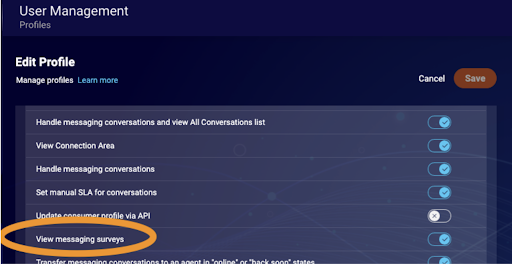 User Management
Profiles
Edit Profile
Manage profiles Learn more
Cancel Save
Handle messaging conversations and view All Conversations list
View Connection Area
Handle messaging conversations
Set manual SLA for conversations
Update consumer profile via API
View messaging surveys
Transfer messaging conversations to an agent in "online" or "back soon" states